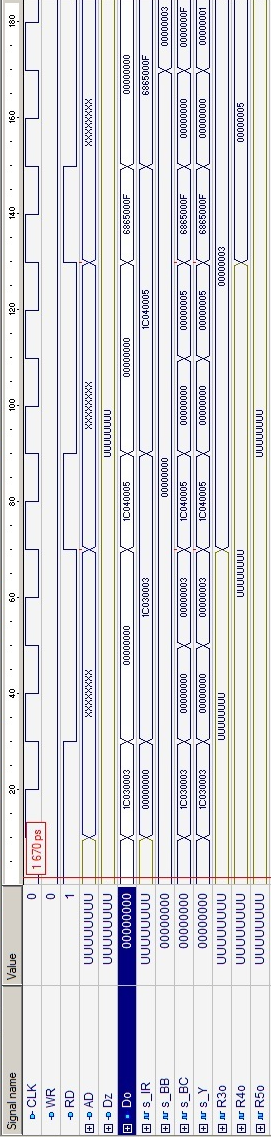 Signal name Value 20 40 60 80 100 120 140 160 180
CLK 0 1 670 ps
WR 0
RD 1
AD UUUUUUUU XXXXXXXX XXXXXXXX XXXXXXXX
Dz UUUUUUUU UUUUUUUU
Do 00000000 1C030003 00000000 1C040005 00000000 6865000F 00000000
s_IR UUUUUUUU 00000000 1C030003 1C040005 6865000F
s_BB 00000000 00000000 00000003
s_BC 00000000 1C030003 00000000 00000003 1C040005 00000000 00000005 6865000F 00000000 0000000F
s_Y 00000000 1C030003 00000000 00000003 1C040005 00000000 00000005 6865000F 00000000 00000001
R3o UUUUUUUU UUUUUUUU 00000003
R4o UUUUUUUU UUUUUUUU 00000005
R5o UUUUUUUU UUUUUUUU